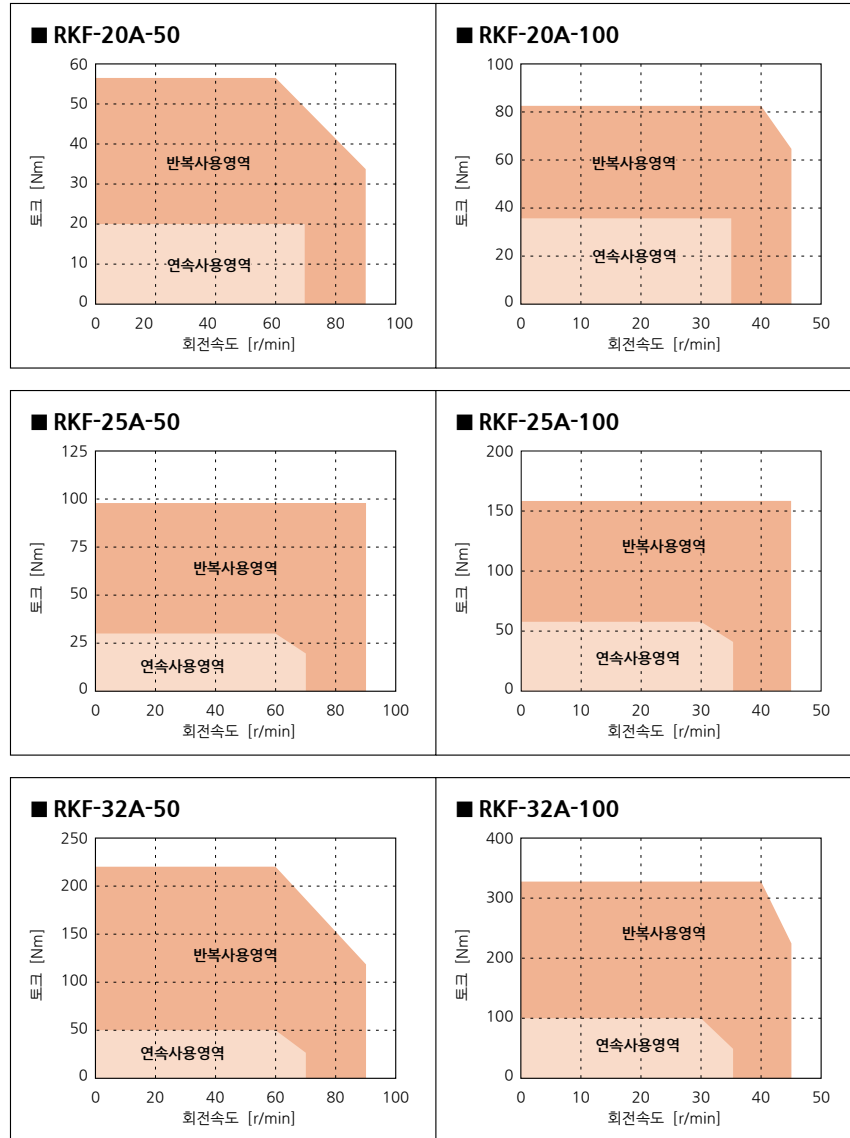 ■ RKF-20A-50
60
50
40
30
20
10
0
토크 [Nm]
반복사용영역
연속사용영역
0 20 40 60 80 100
회전속도 [r/min]
■ RKF-20A-100
100
80
60
40
20
0
토크 [Nm]
반복사용영역
연속사용영역
0 10 20 30 40 50
회전속도 [r/min]
■ RKF-25A-50
125
100
75
50
25
0
토크 [Nm]
반복사용영역
연속사용영역
0 20 40 60 80 100
회전속도 [r/min]
■ RKF-25A-100
200
150
100
50
0
토크 [Nm]
반복사용영역
연속사용영역
0 10 20 30 40 50
회전속도 [r/min]
■ RKF-32A-50
250
200
150
100
50
0
토크 [Nm]
반복사용영역
연속사용영역
0 20 40 60 80 100
회전속도 [r/min]
■ RKF-32A-100
400
300
200
100
0
토크 [Nm]
반복사용영역
연속사용영역
0 10 20 30 40 50
회전속도 [r/min]